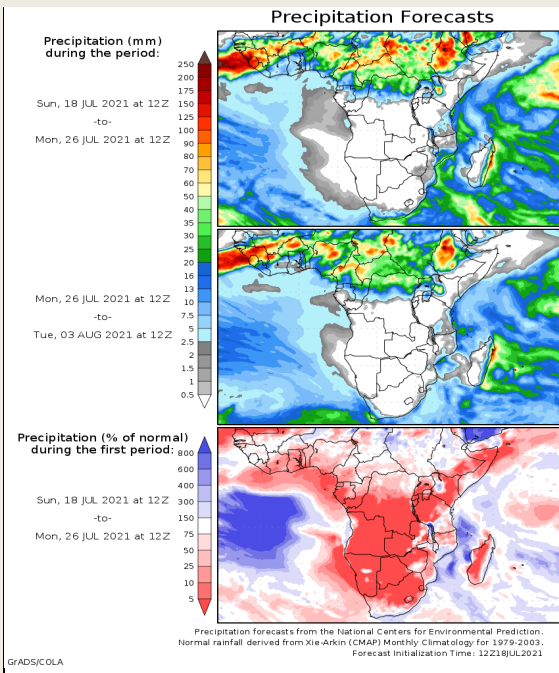 Precipitation Forecasts
Precipitation (mm)
during the period:
Sun, 18 JUL 2021 at 12Z
-to-
Mon, 26 JUL 2021 at 12Z
250
200
175
150
125
100
90
80
70
60
50
40
35
30
25
20
16
13
10
7.5
5
2.5
2
1.5
1
0.5
Mon, 26 JUL 2021 at 12Z
-to-
Tue, 03 AUG 2021 at 12Z
Precipitation (% of normal)
during the first period:
Sun, 18 JUL 2021 at 12Z
-to-
Mon, 26 JUL 2021 at 12Z
800
600
400
300
150
75
50
25
10
5
Precipitation forecasts from the National Centers for Environmental Prediction.
Normal rainfall derived from Xie-Arkin (CMAP) Monthly Climatology for 1979-2003.
Forecast Initialization Time: 12Z18JUL2021
GrADS/COLA